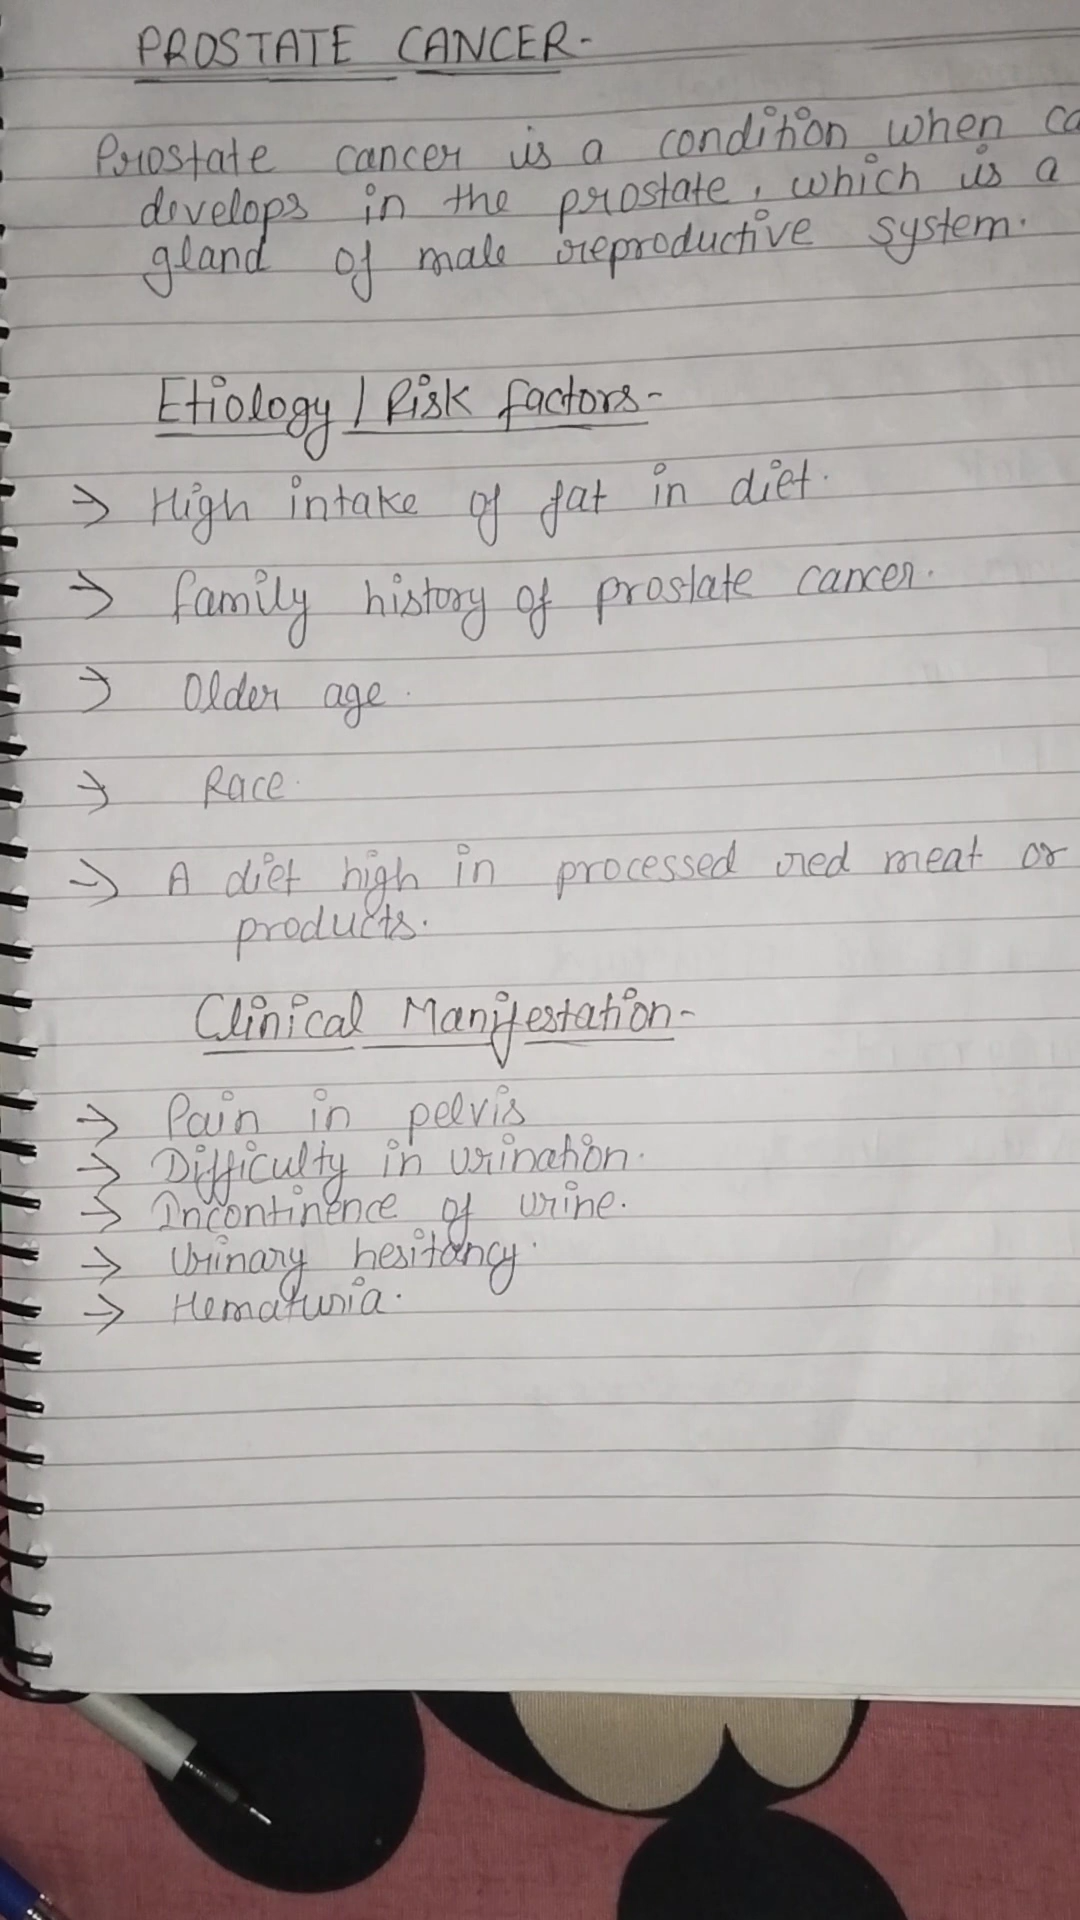 PROSTATE CANCER-
Prostate cancer is a condition when
develops in the prostate, which is a
gland of male reproductive system.
Etiology / Risk factors-
→ High intake of fat in diet.
→ family history of prostate cancer.
→ Older age.
→ Race.
→ A diet high in processed red meat or
products.
Clinical Manifestation-
→ Pain in pelvis
→ Difficulty in urination.
→ Incontinence of urine.
→ Urinary hesitancy.
→ Hematuria.